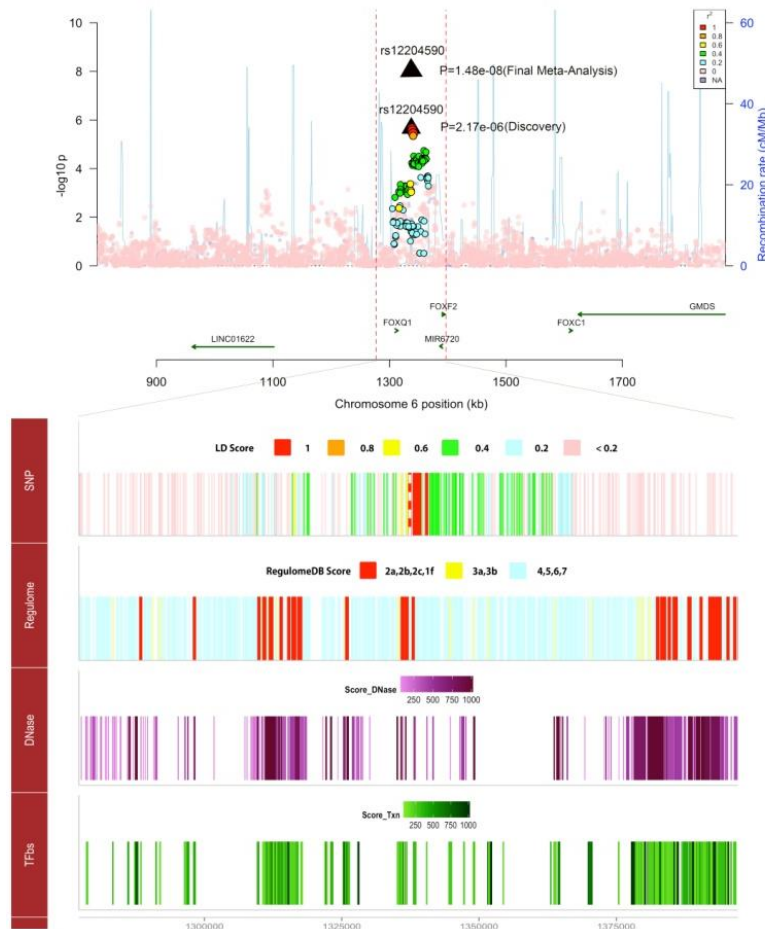 10
8
6
4
2
0
-log10 p
60
50
40
30
20
10
0
Recombination rate (cM/Mb)
r²
1
0.8
0.6
0.4
0.2
0
NA
rs12204590
P=1.48e-08(Final Meta-Analysis)
rs12204590
P=2.17e-06(Discovery)
FOXF2
GMDS
FOXQ1
FOXC1
LINC01622
MIR6720
900 1100 1300 1500 1700
Chromosome 6 position (kb)
SNP
LD Score 1 0.8 0.6 0.4 0.2 < 0.2
Regulome
RegulomeDB Score 2a,2b,2c,1f 3a,3b 4,5,6,7
DNase
Score_DNase
250 500 750 1000
TFbs
Score_Txn
250 500 750 1000
1300000 1325000 1350000 1375000